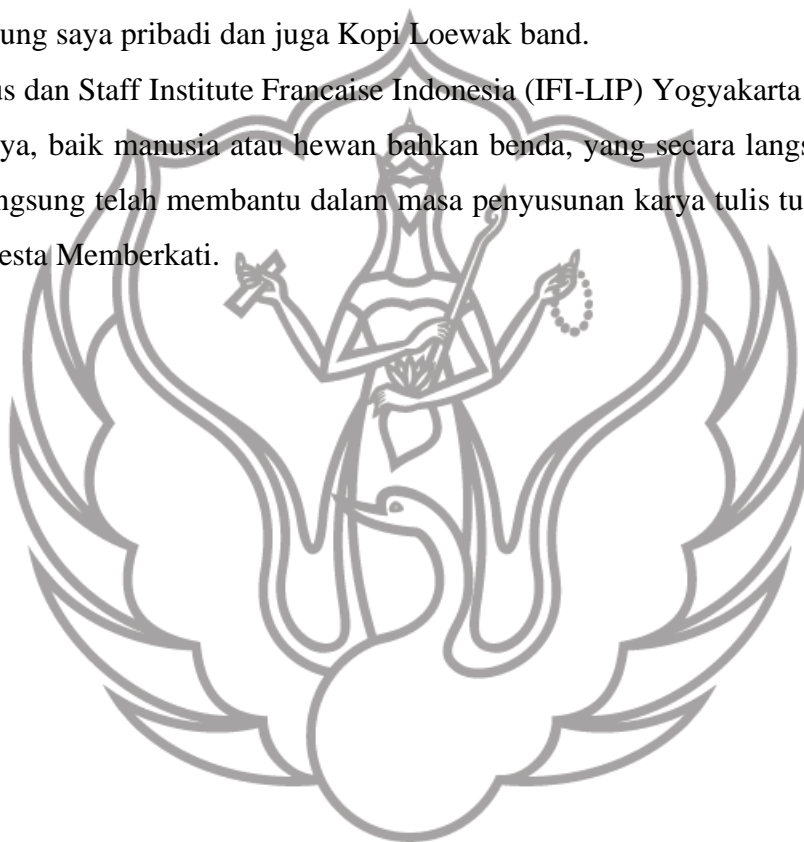 ung saya pribadi dan juga Kopi Loewak band.
us dan Staff Institute Francaise Indonesia (IFI-LIP) Yogyakarta
ya, baik manusia atau hewan bahkan benda, yang secara langs
ngsung telah membantu dalam masa penyusunan karya tulis tu
esta Memberkati.